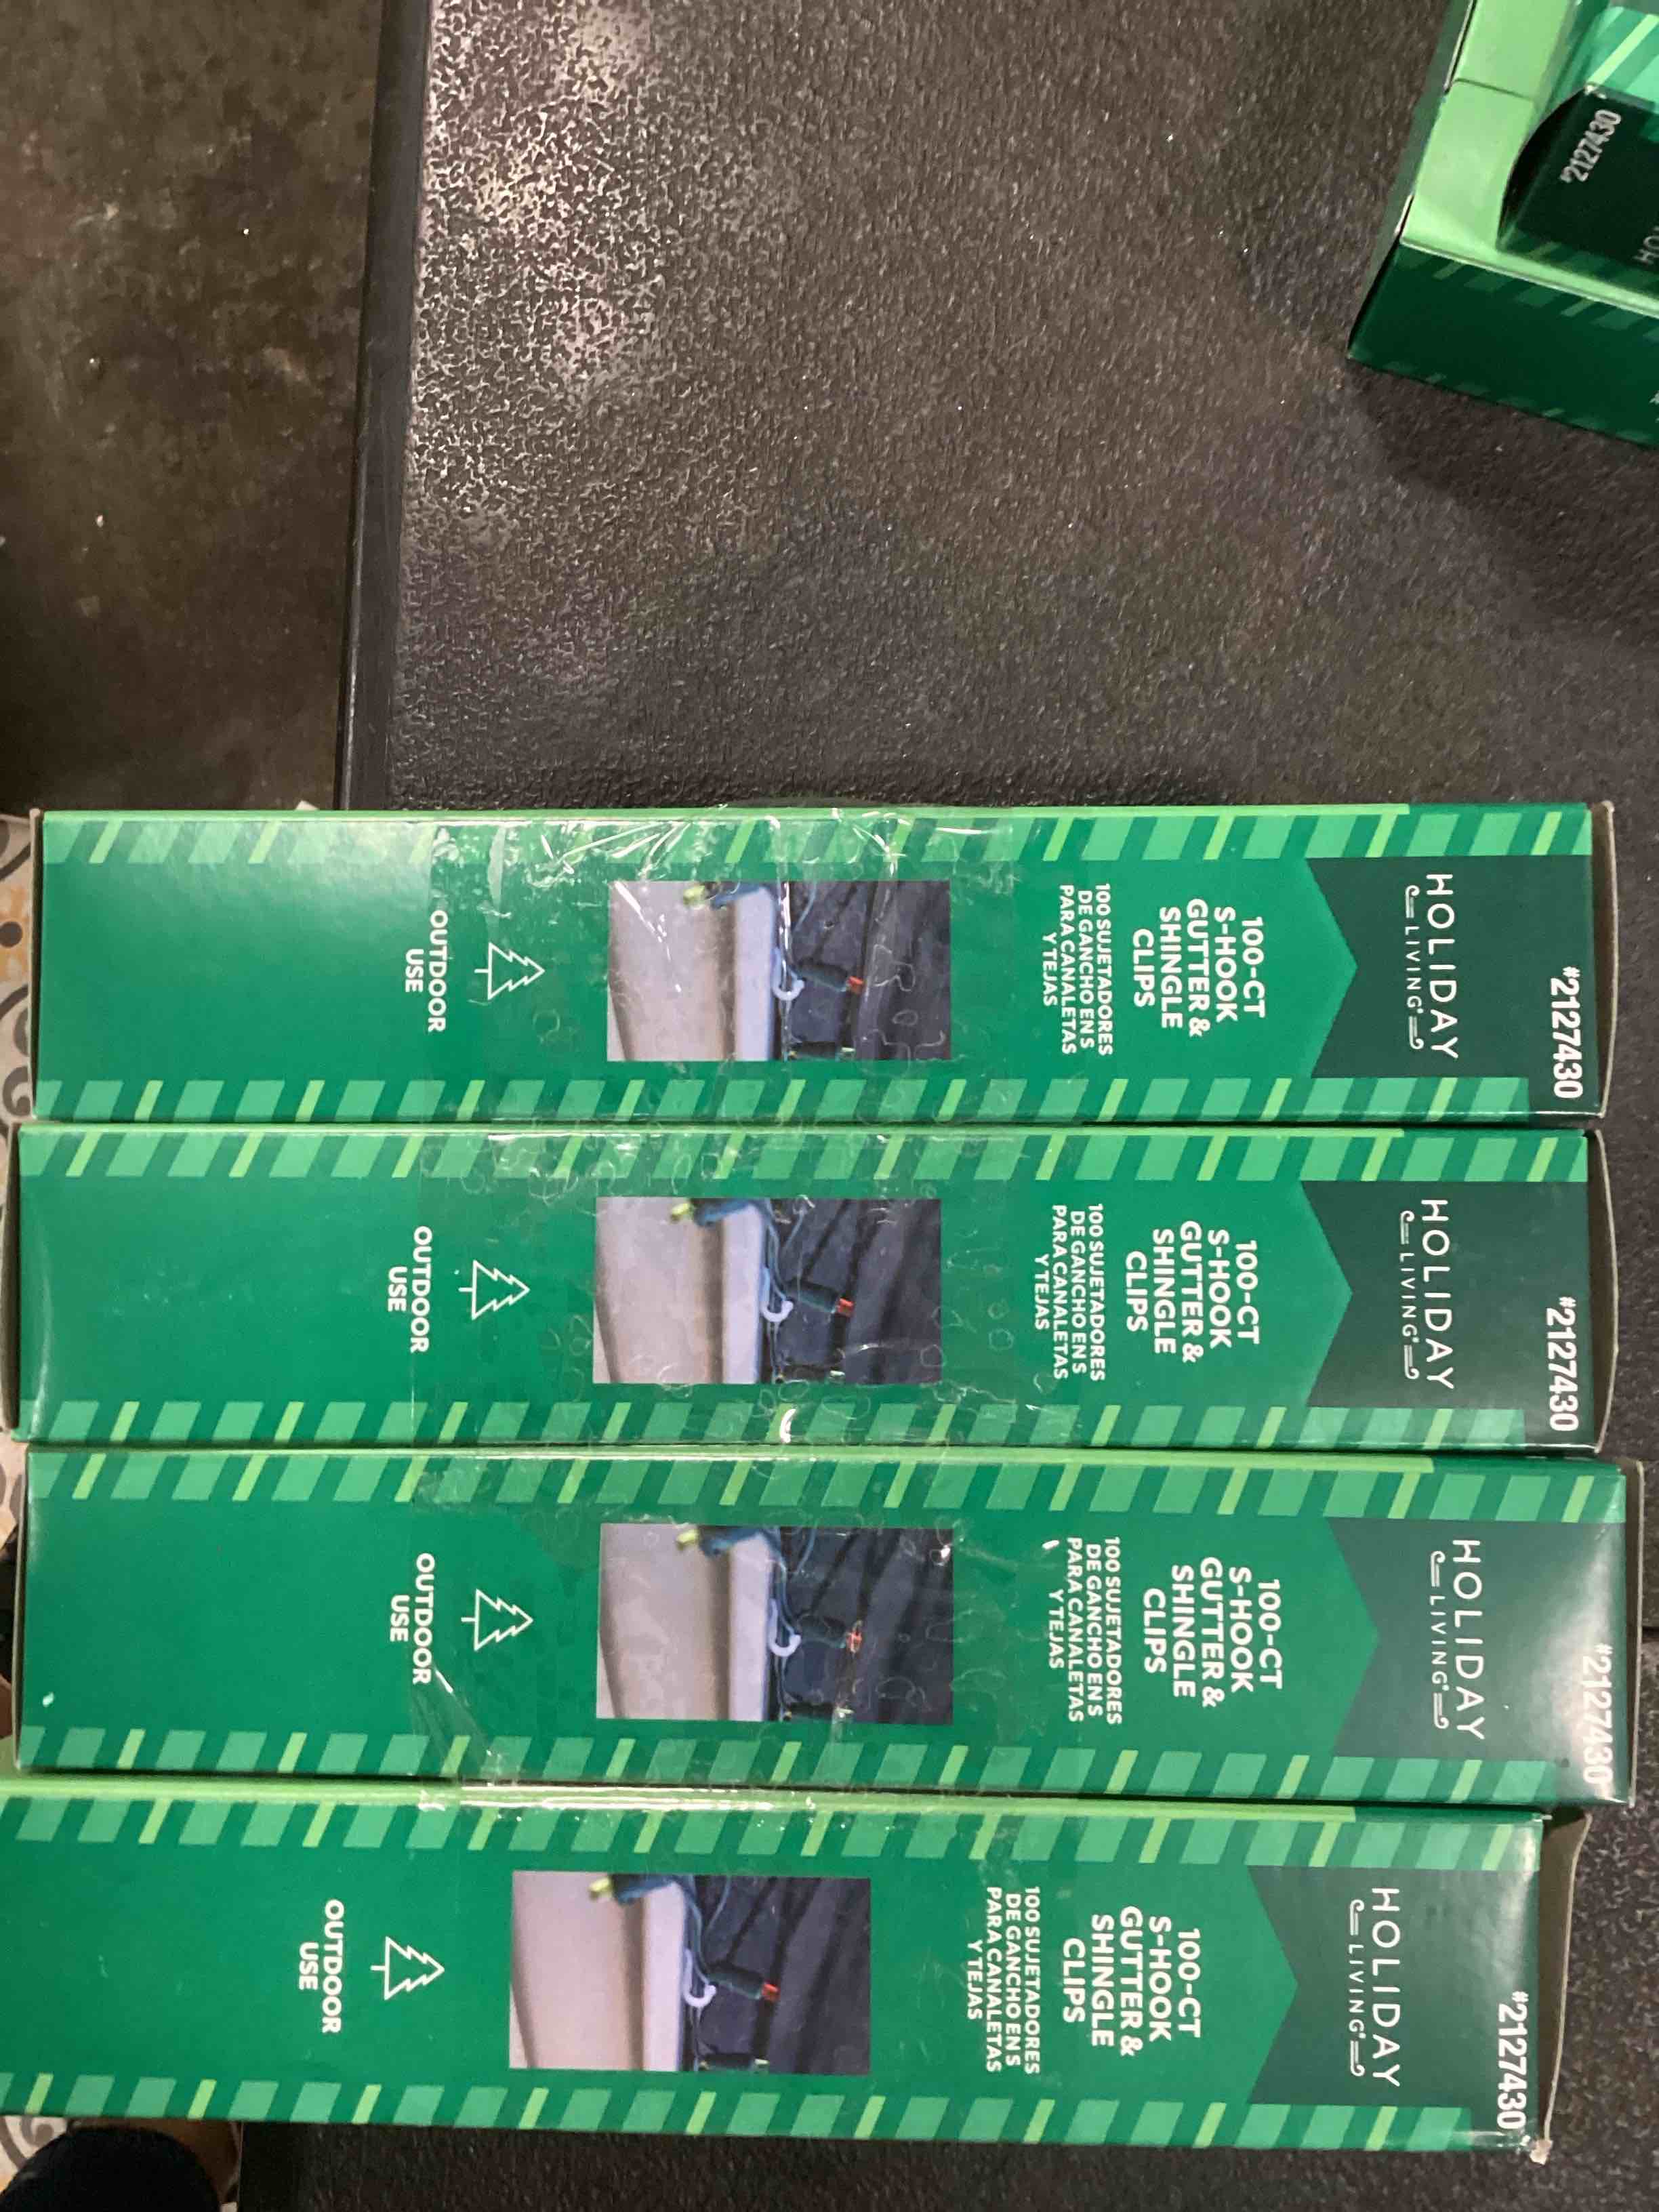 #2127430
HO
#2127430
HOLIDAY
LIVING
100-CT
S-HOOK
GUTTER &
SHINGLE
CLIPS
100 SUJETADORES
DE GANCHO EN S
PARA CANALETAS
Y TEJAS
OUTDOOR
USE
#2127430
HOLIDAY
LIVING
100-CT
S-HOOK
GUTTER &
SHINGLE
CLIPS
100 SUJETADORES
DE GANCHO EN S
PARA CANALETAS
Y TEJAS
OUTDOOR
USE
#2127430
HOLIDAY
LIVING
100-CT
S-HOOK
GUTTER &
SHINGLE
CLIPS
100 SUJETADORES
DE GANCHO EN S
PARA CANALETAS
Y TEJAS
OUTDOOR
USE
#2127430
HOLIDAY
LIVING
100-CT
S-HOOK
GUTTER &
SHINGLE
CLIPS
100 SUJETADORES
DE GANCHO EN S
PARA CANALETAS
Y TEJAS
OUTDOOR
USE